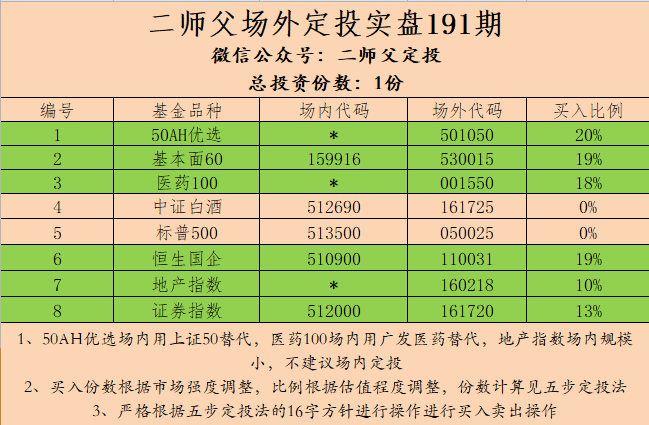 二师父场外定投实盘191期
微信公众号：二师父定投
总投资份数：1份
编号 基金品种 场内代码 场外代码 买入比例
1 50AH优选 * 501050 20%
2 基本面60 159916 530015 19%
3 医药100 * 001550 18%
4 中证白酒 512690 161725 0%
5 标普500 513500 050025 0%
6 恒生国企 510900 110031 19%
7 地产指数 * 160218 10%
8 证券指数 512000 161720 13%
1、50AH优选场内用上证50替代，医药100场内用广发医药替代，地产指数场内规模
小，不建议场内定投
2、买入份数根据市场强度调整，比例根据估值程度调整，份数计算见五步定投法
3、严格根据五步定投法的16字方针进行操作进行买入卖出操作